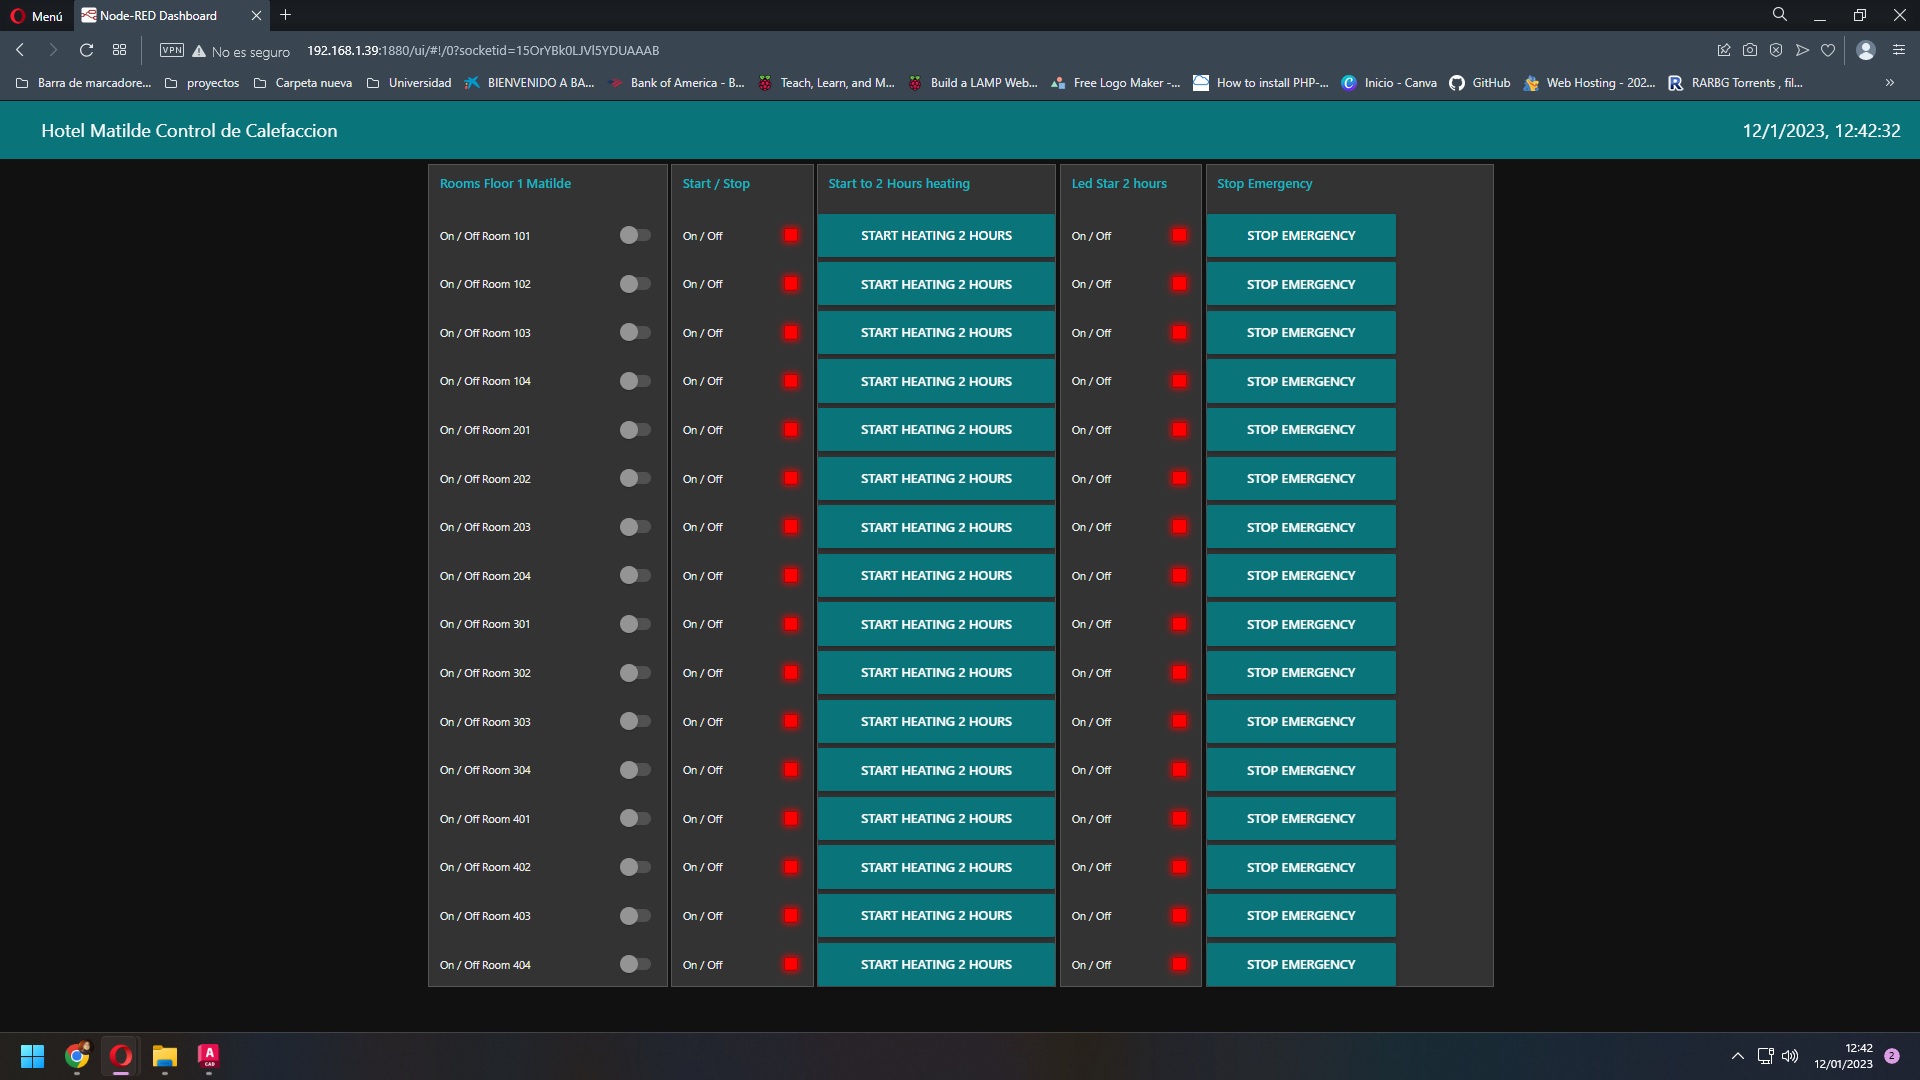 Menú
Node-RED Dashboard
VPN
No es seguro
192.168.1.39:1880/ui/#!/0?socketid=15OrYBk0LJVl5YDUAAAB
Barra de marcadore...
proyectos
Carpeta nueva
Universidad
BIENVENIDO A BA...
Bank of America - B...
Teach, Learn, and M...
Build a LAMP Web...
Free Logo Maker -...
How to install PHP-...
Inicio - Canva
GitHub
Web Hosting - 202...
RARBG Torrents , fil...
Hotel Matilde Control de Calefaccion
12/1/2023, 12:42:32
Rooms Floor 1 Matilde
Start / Stop
Start to 2 Hours heating
Led Star 2 hours
Stop Emergency
On / Off Room 101 On / Off START HEATING 2 HOURS On / Off STOP EMERGENCY
On / Off Room 102 On / Off START HEATING 2 HOURS On / Off STOP EMERGENCY
On / Off Room 103 On / Off START HEATING 2 HOURS On / Off STOP EMERGENCY
On / Off Room 104 On / Off START HEATING 2 HOURS On / Off STOP EMERGENCY
On / Off Room 201 On / Off START HEATING 2 HOURS On / Off STOP EMERGENCY
On / Off Room 202 On / Off START HEATING 2 HOURS On / Off STOP EMERGENCY
On / Off Room 203 On / Off START HEATING 2 HOURS On / Off STOP EMERGENCY
On / Off Room 204 On / Off START HEATING 2 HOURS On / Off STOP EMERGENCY
On / Off Room 301 On / Off START HEATING 2 HOURS On / Off STOP EMERGENCY
On / Off Room 302 On / Off START HEATING 2 HOURS On / Off STOP EMERGENCY
On / Off Room 303 On / Off START HEATING 2 HOURS On / Off STOP EMERGENCY
On / Off Room 304 On / Off START HEATING 2 HOURS On / Off STOP EMERGENCY
On / Off Room 401 On / Off START HEATING 2 HOURS On / Off STOP EMERGENCY
On / Off Room 402 On / Off START HEATING 2 HOURS On / Off STOP EMERGENCY
On / Off Room 403 On / Off START HEATING 2 HOURS On / Off STOP EMERGENCY
On / Off Room 404 On / Off START HEATING 2 HOURS On / Off STOP EMERGENCY
A
CAD
12:42
12/01/2023
2